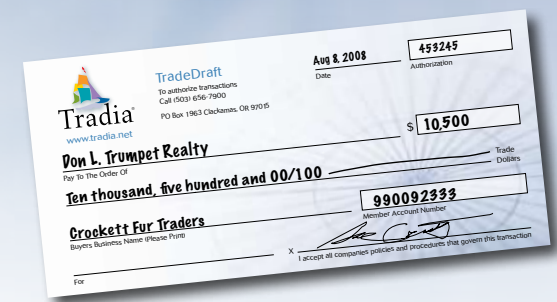 TradeDraft
To authorize transactions
Call (503) 656-7900
PO Box 1963 Clackamas, OR 97015
Aug 8, 2008
Date
453245
Authorization
Tradia
www.tradia.net
$ 10,500
Don L. Trumpet Realty
Pay To The Order Of
Ten thousand, five hundred and 00/100
Trade
Dollars
Crockett Fur Traders
Buyers Business Name (Please Print)
990092333
Member Account Number
For
X
I accept all companies policies and procedures that govern this transaction